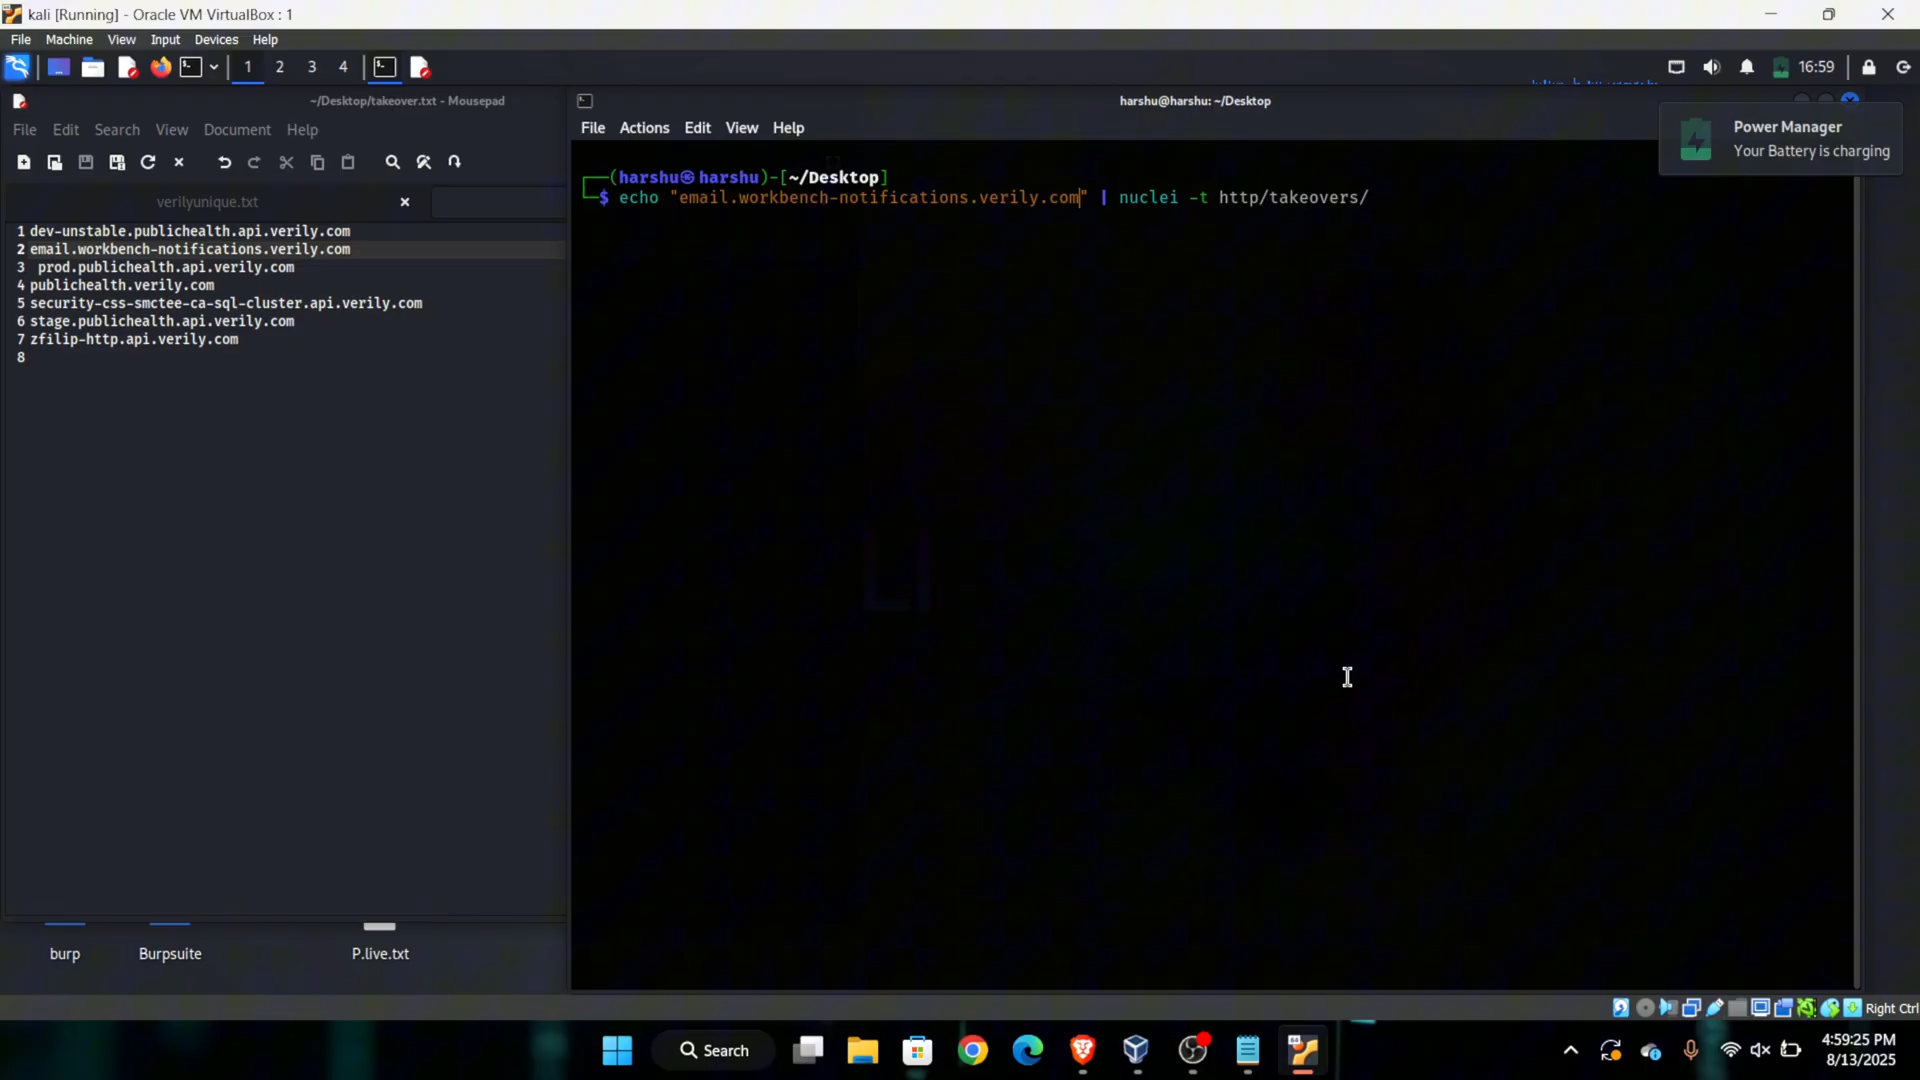 kali [Running] - Oracle VM VirtualBox : 1
File Machine View Input Devices Help
1 2 3 4
16:59
~/Desktop/takeover.txt - Mousepad
File Edit Search View Document Help
verilyunique.txt
1 dev-unstable.publichealth.api.verily.com
2 email.workbench-notifications.verily.com
3 prod.publichealth.api.verily.com
4 publichealth.verily.com
5 security-css-smctee-ca-sql-cluster.api.verily.com
6 stage.publichealth.api.verily.com
7 zfilip-http.api.verily.com
8
harshu@harshu: ~/Desktop
File Actions Edit View Help
Power Manager
Your Battery is charging
┌──(harshu㉿harshu)-[~/Desktop]
└─$ echo "email.workbench-notifications.verily.com" | nuclei -t http/takeovers/
burp
Burpsuite
P.live.txt
Right Ctrl
Search
4:59:25 PM
8/13/2025